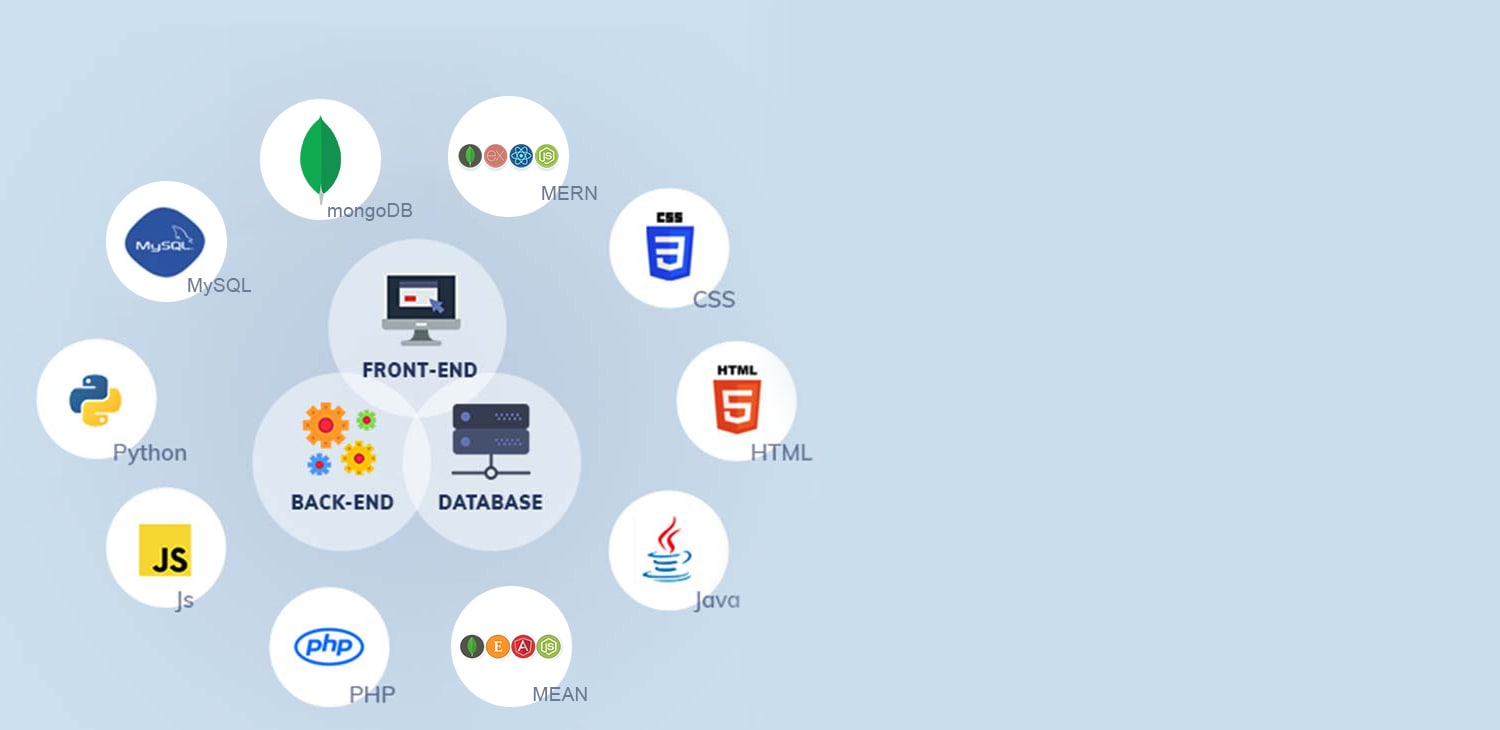 mongoDB
ex
JS
MERN
MySQL
MySQL
CSS
CSS
FRONT-END
HTML
HTML
Python
BACK-END
DATABASE
JS
Js
Java
php
PHP
E
A
JS
MEAN